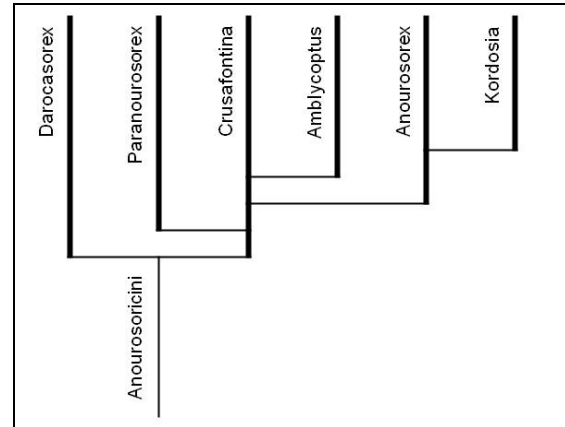 Darocasorex
Paranourosorex
Crusafontina
Amblycoptus
Anourosorex
Kordosia
Anourosoricini